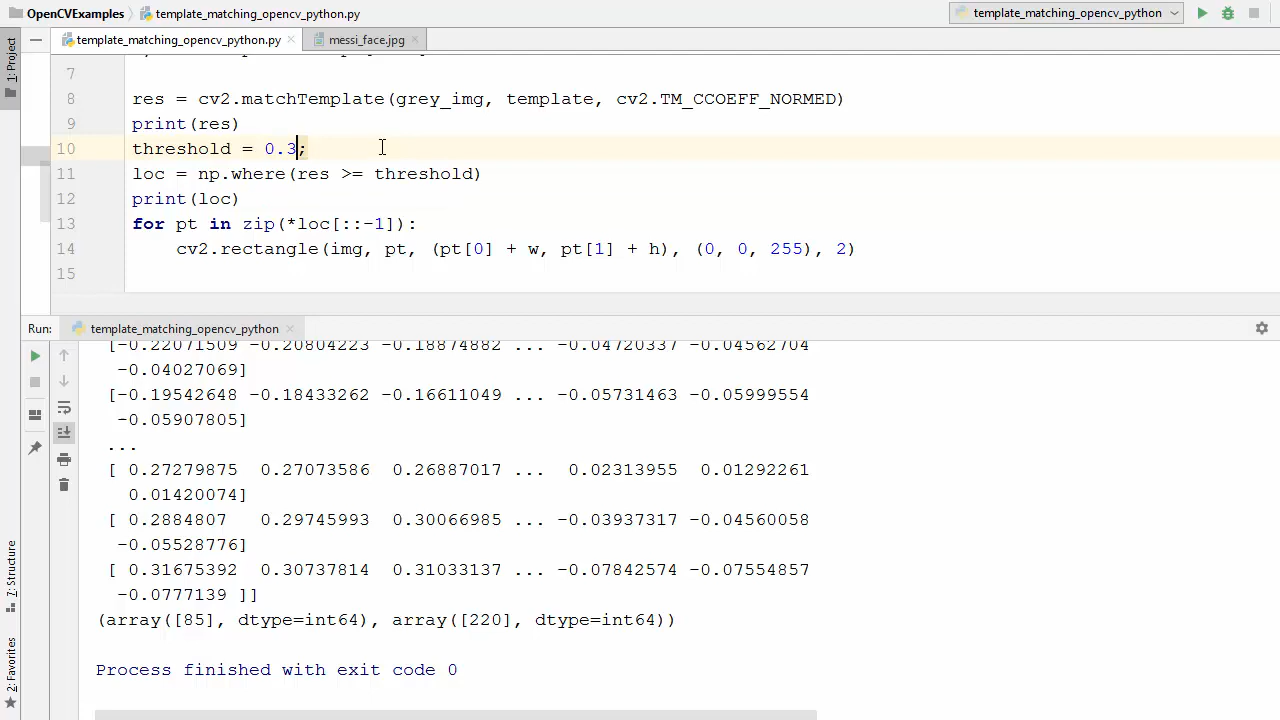 OpenCVExamples template_matching_opencv_python.py template_matching_opencv_python
template_matching_opencv_python.py messi_face.jpg
1: Project
7
8 res = cv2.matchTemplate(grey_img, template, cv2.TM_CCOEFF_NORMED)
9 print(res)
10 threshold = 0.3;
11 loc = np.where(res >= threshold)
12 print(loc)
13 for pt in zip(*loc[::-1]):
14 cv2.rectangle(img, pt, (pt[0] + w, pt[1] + h), (0, 0, 255), 2)
15
Run: template_matching_opencv_python
[-0.22071509 -0.20804223 -0.18874882 ... -0.04720337 -0.04562704
-0.04027069]
[-0.19542648 -0.18433262 -0.16611049 ... -0.05731463 -0.05999554
-0.05907805]
...
[ 0.27279875 0.27073586 0.26887017 ... 0.02313955 0.01292261
0.01420074]
[ 0.2884807 0.29745993 0.30066985 ... -0.03937317 -0.04560058
-0.05528776]
[ 0.31675392 0.30737814 0.31033137 ... -0.07842574 -0.07554857
-0.0777139 ]]
(array([85], dtype=int64), array([220], dtype=int64))
Process finished with exit code 0
7: Structure
2: Favorites